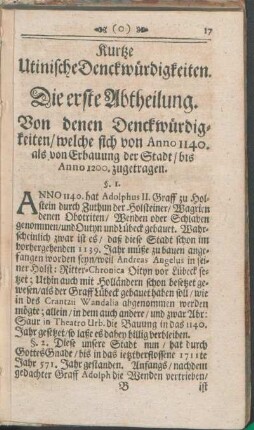 (0) 17
Kurtze
Utinische Denckwürdigkeiten.
Die erste Abtheilung.
Von denen Denckwürdig-
keiten/ welche sich von Anno 1140.
als von Erbauung der Stadt/ bis
Anno 1200. zugetragen.
§. 1.
ANNO 1140. hat Adolphus II. Graff zu Hol-
stein durch Zuthun der Holsteiner/ Wagrien
denen Obotriten/ Wenden oder Schlaven
genommen/ und Outyn und Lübeck gebauet. Wahr-
scheinlich zwar ist es/ daß diese Stadt schon im
vorhergehenden 1139. Jahr müße zu bauen ange-
fangen worden seyn/ weil Andreas Angelus in sei-
ner Holst: Ritter-Chronica Oityn vor Lübeck se-
tzet; Uthin auch mit Holländern schon besetzet ge-
wesen/ als der Graff Lübeck gebauet haben soll/ wie
in des Crantzii Wandalia abgenommen werden
mögte; allein/ in dem auch andere/ und zwar Abr:
Saur in Theatro Urb. die Bauung in das 1140.
Jahr gesetzet/ so laße es dabey billig verbleiben.
§. 2. Diese unsere Stadt nun/ hat durch
Gottes Gnade/ bis in das letztverflossene 1711te
Jahr 571. Jahr gestanden. Anfangs/ nachdem
gedachter Graff Adolph die Wenden vertrieben/
B ist